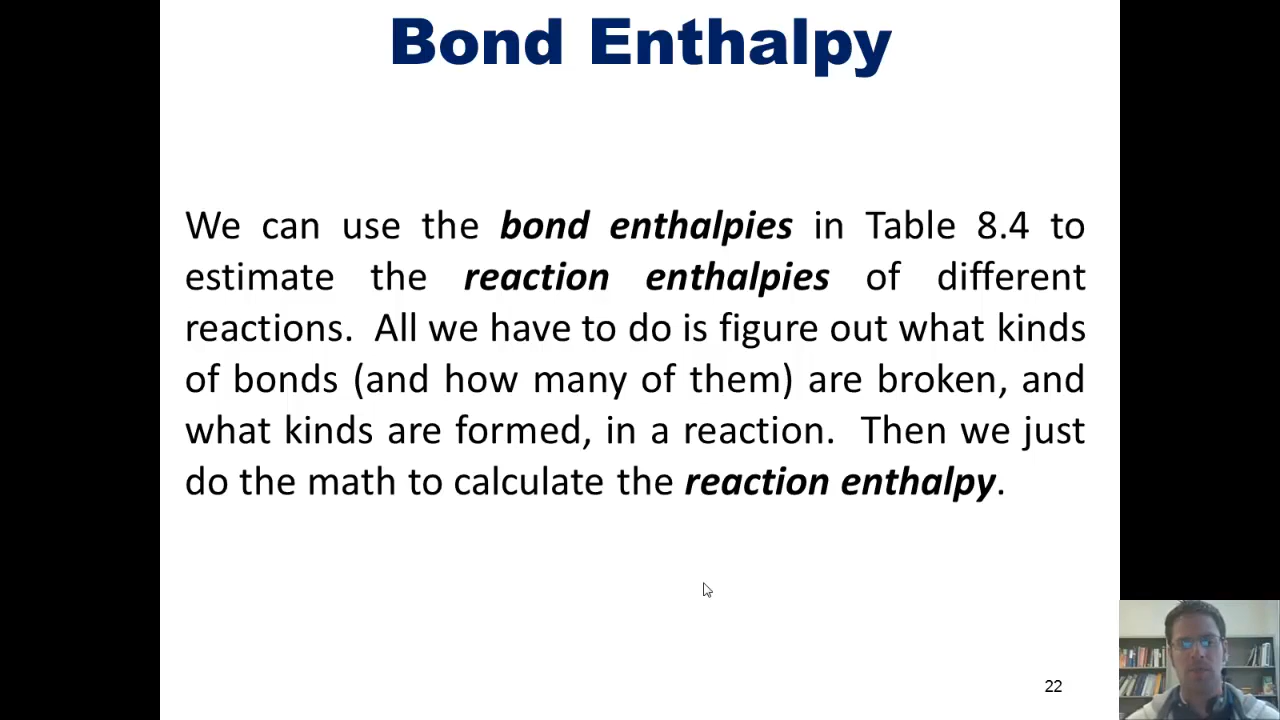 Bond Enthalpy
We can use the bond enthalpies in Table 8.4 to
estimate the reaction enthalpies of different
reactions.  All we have to do is figure out what kinds
of bonds (and how many of them) are broken, and
what kinds are formed, in a reaction.  Then we just
do the math to calculate the reaction enthalpy.
22